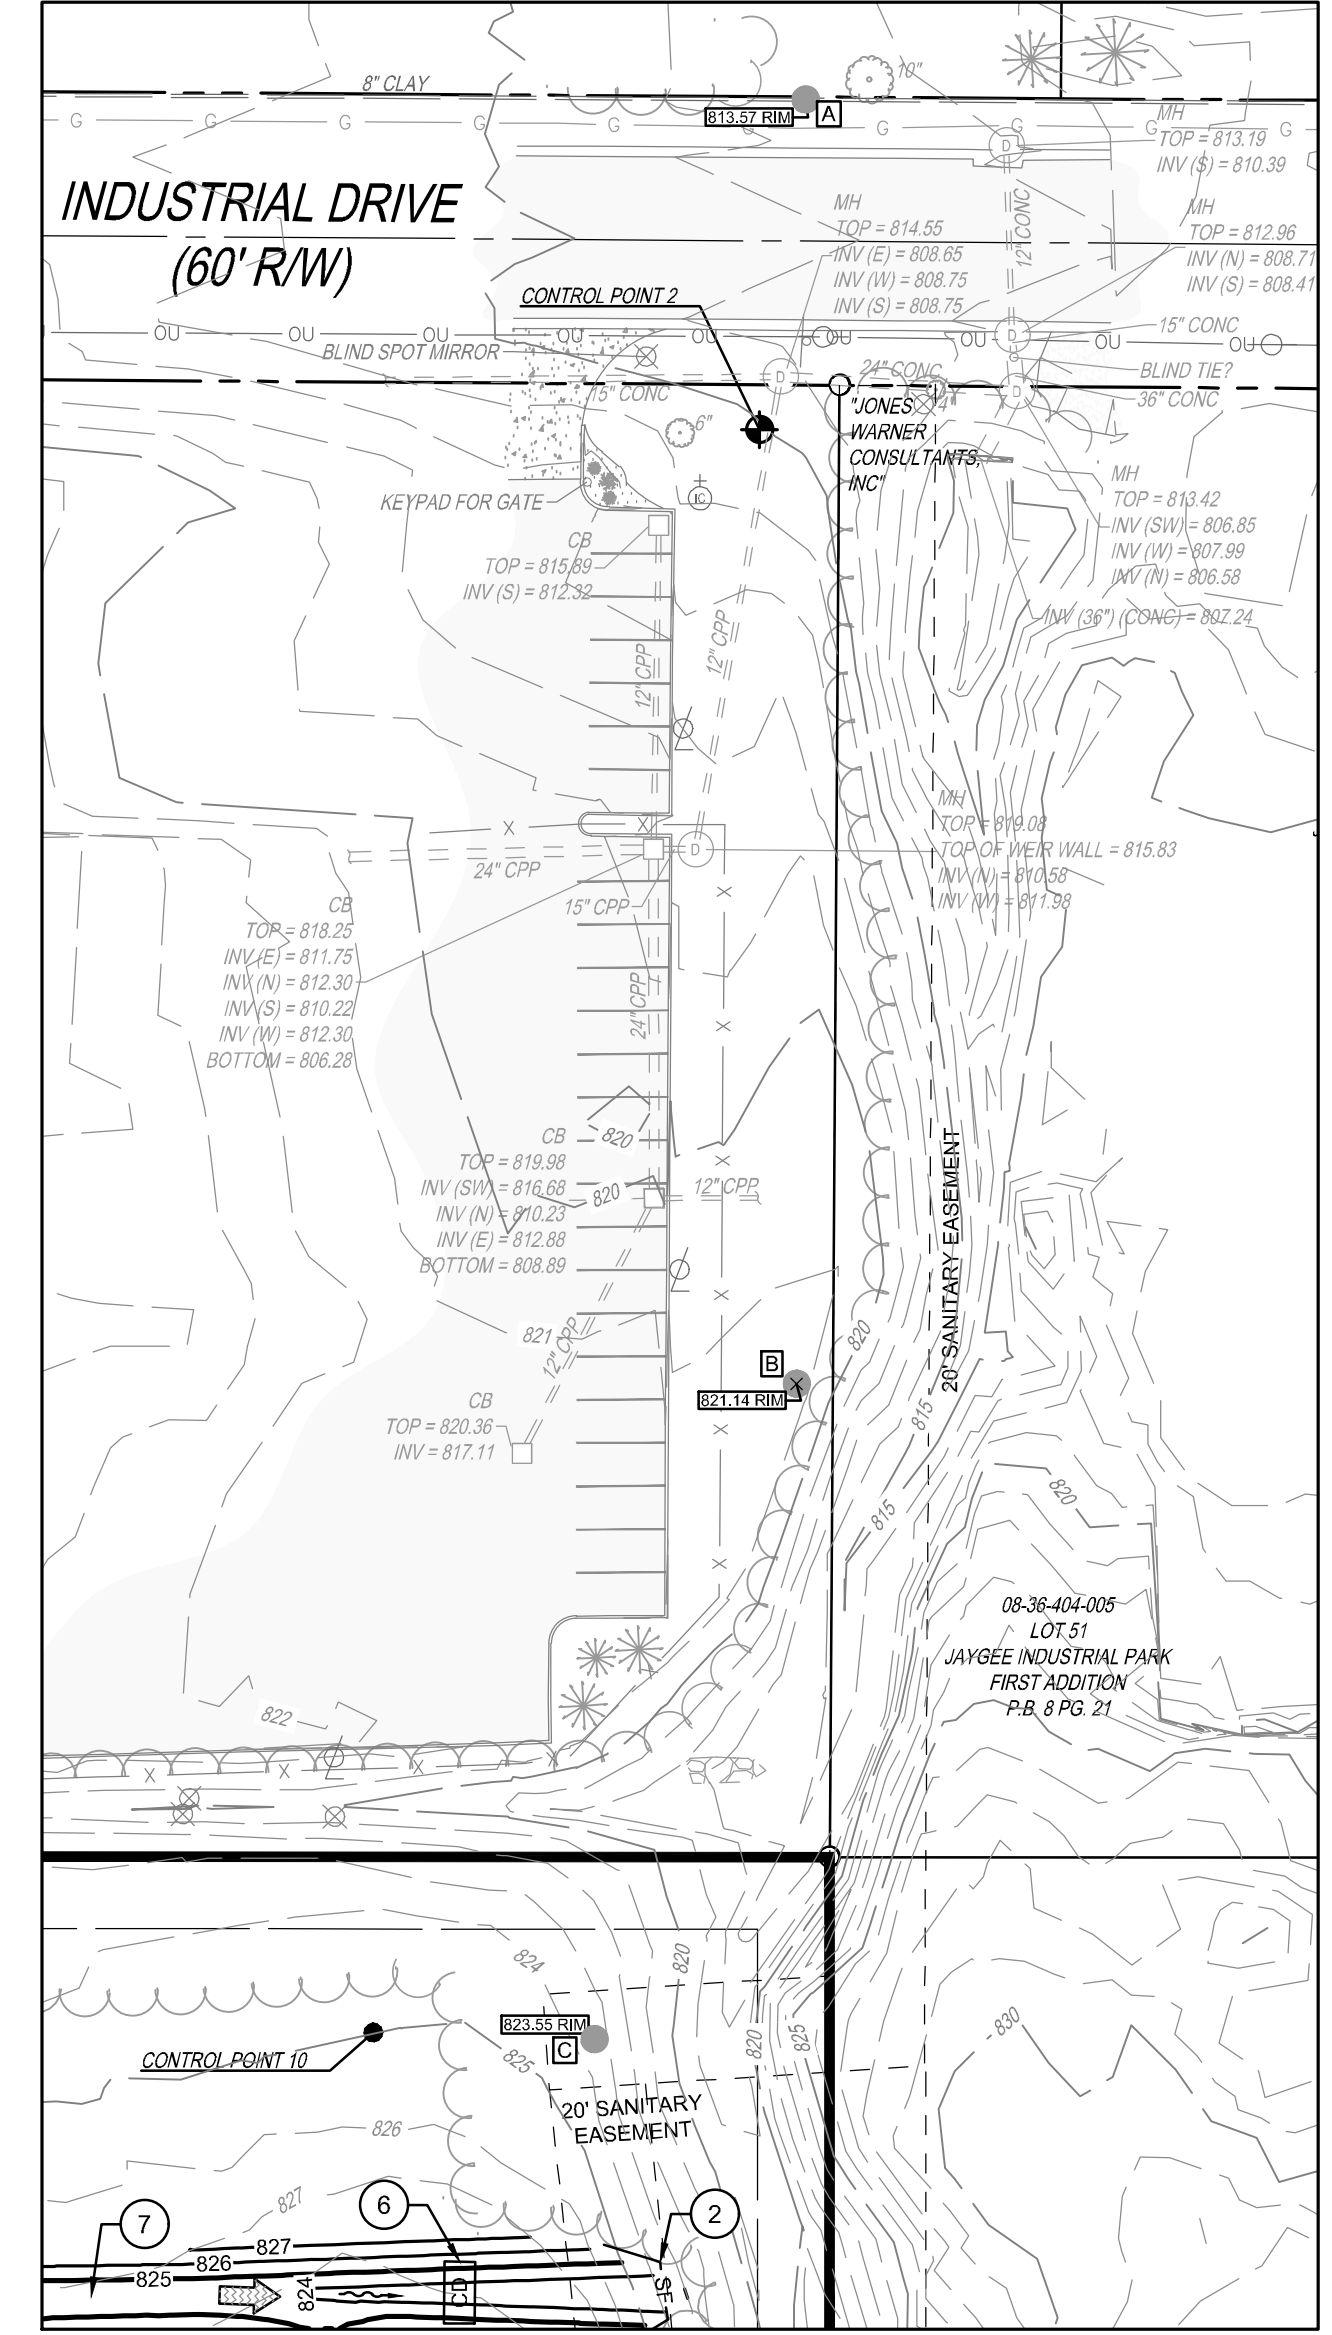 8" CLAY
10"
813.57 RIM
A
G G G G G G G G G G
MH
TOP = 813.19
INV (S) = 810.39
D
INDUSTRIAL DRIVE
(60' R/W)
12" CONC
MH
TOP = 814.55
INV (E) = 808.65
INV (W) = 808.75
INV (S) = 808.75
MH
TOP = 812.96
INV (N) = 808.71
INV (S) = 808.41
CONTROL POINT 2
OU OU OU OU OU OU OU OU OU
D
15" CONC
BLIND SPOT MIRROR
BLIND TIE?
D
24" CONC
D
15" CONC
36" CONC
4"
6"
"JONES
WARNER
CONSULTANTS,
INC"
KEYPAD FOR GATE
IC
MH
TOP = 813.42
INV (SW) = 806.85
INV (W) = 807.99
INV (N) = 806.58
INV (36") (CONC) = 807.24
CB
TOP = 815.89
INV (S) = 812.32
12" CPP
12" CPP
X X
MH
TOP = 819.08
TOP OF WEIR WALL = 815.83
INV (N) = 810.58
INV (W) = 811.98
D
24" CPP
15" CPP
X
CB
TOP = 818.25
INV (E) = 811.75
INV (N) = 812.30
INV (S) = 810.22
INV (W) = 812.30
BOTTOM = 806.28
24" CPP
X
820
CB
TOP = 819.98
INV (SW) = 816.68
INV (N) = 810.23
INV (E) = 812.88
BOTTOM = 808.89
820
X
12" CPP
20' SANITARY EASEMENT
X
821
12" CPP
820
B
821.14 RIM
X
CB
TOP = 820.36
INV = 817.11
815
815
820
X
08-36-404-005
LOT 51
JAYGEE INDUSTRIAL PARK
FIRST ADDITION
P.B. 8 PG. 21
822
X X X X
824
820
823.55 RIM
C
825
820
825
830
CONTROL POINT 10
20' SANITARY
EASEMENT
826
827
7
6
2
827
826
825
824
CD
SF